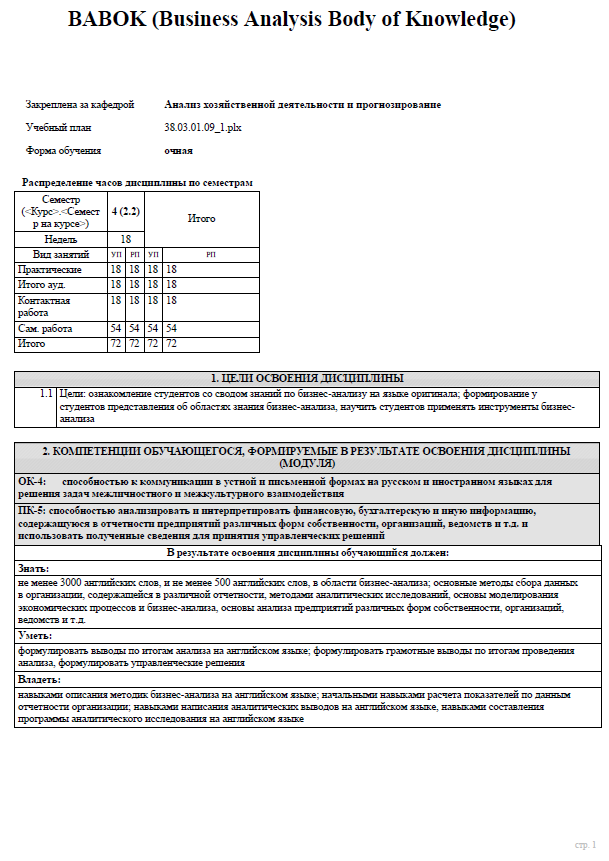 BABOK (Business Analysis Body of Knowledge)
Закреплена за кафедрой Анализ хозяйственной деятельности и прогнозирование
Учебный план 38.03.01.09_1.plx
Форма обучения очная
Распределение часов дисциплины по семестрам
Семестр
(<Курс>.<Семест
р на курсе>) 4 (2.2) Итого
Недель 18
Вид занятий УП РП УП РП
Практические 18 18 18 18
Итого ауд. 18 18 18 18
Контактная
работа 18 18 18 18
Сам. работа 54 54 54 54
Итого 72 72 72 72
1. ЦЕЛИ ОСВОЕНИЯ ДИСЦИПЛИНЫ
1.1 Цели: ознакомление студентов со сводом знаний по бизнес-анализу на языке оригинала; формирование у
студентов представления об областях знания бизнес-анализа, научить студентов применять инструменты бизнес-
анализа
2. КОМПЕТЕНЦИИ ОБУЧАЮЩЕГОСЯ, ФОРМИРУЕМЫЕ В РЕЗУЛЬТАТЕ ОСВОЕНИЯ ДИСЦИПЛИНЫ
(МОДУЛЯ)
ОК-4: способностью к коммуникации в устной и письменной формах на русском и иностранном языках для
решения задач межличностного и межкультурного взаимодействия
ПК-5: способностью анализировать и интерпретировать финансовую, бухгалтерскую и иную информацию,
содержащуюся в отчетности предприятий различных форм собственности, организаций, ведомств и т.д. и
использовать полученные сведения для принятия управленческих решений
В результате освоения дисциплины обучающийся должен:
Знать:
не менее 3000 английских слов, и не менее 500 английских слов, в области бизнес-анализа; основные методы сбора данных
в организации, содержащейся в различной отчетности, методами аналитических исследований, основы моделирования
экономических процессов и бизнес-анализа, основы анализа предприятий различных форм собственности, организаций,
ведомств и т.д.
Уметь:
формулировать выводы по итогам анализа на английском языке; формулировать грамотные выводы по итогам проведения
анализа, формулировать управленческие решения
Владеть:
навыками описания методик бизнес-анализа на английском языке; начальными навыками расчета показателей по данным
отчетности организации; навыками написания аналитических выводов на английском языке, навыками составления
программы аналитического исследования на английском языке
стр. 1